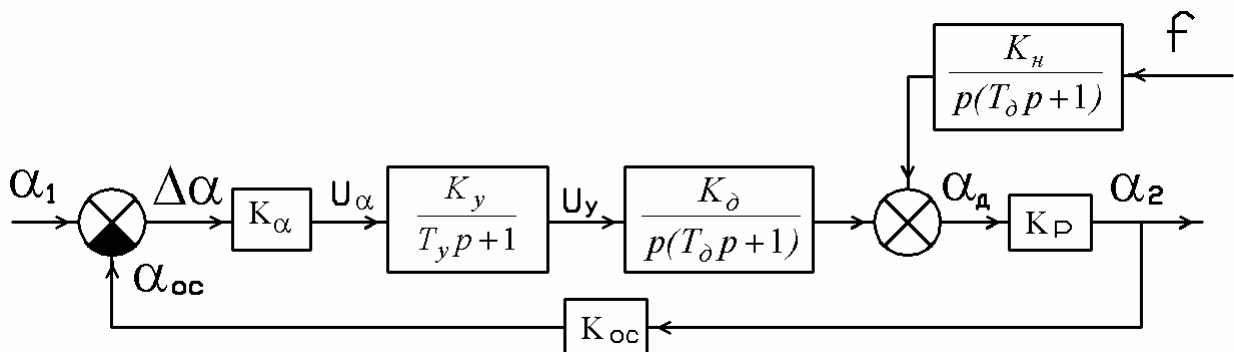 f
K_н
p(T_д p + 1)
α₁
Δα
K_α
U_α
K_у
T_у p + 1
U_у
K_д
p(T_д p + 1)
α_д
K_р
α₂
α_ос
K_ос